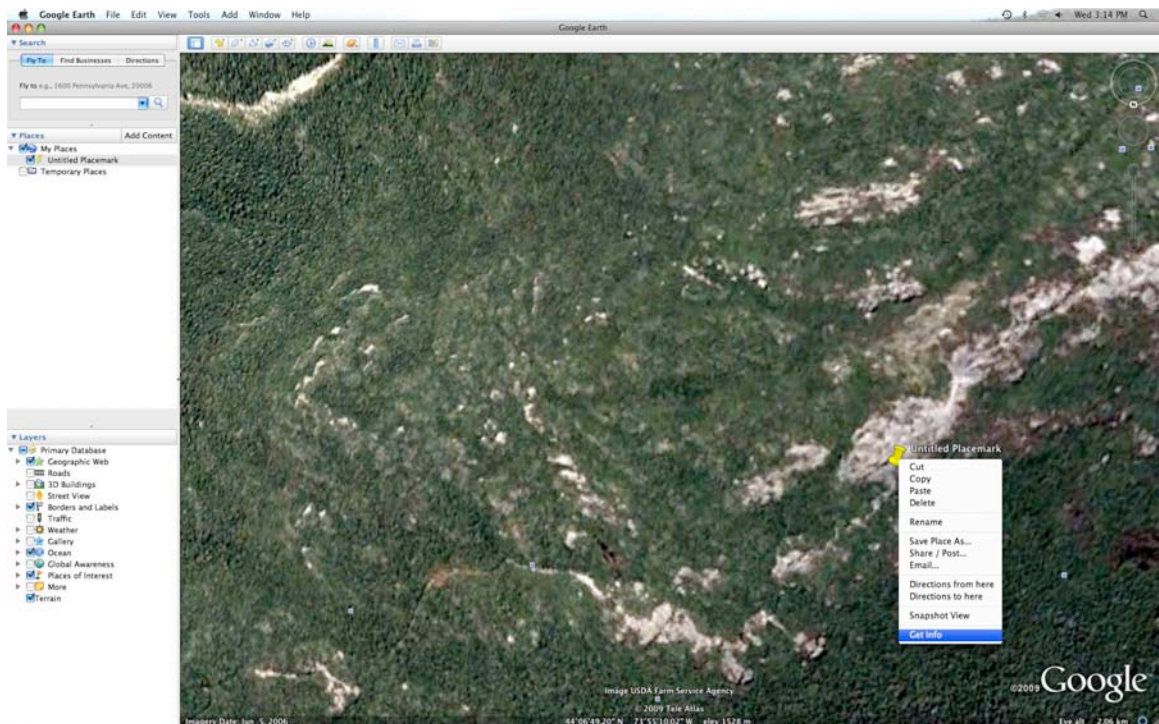 Google Earth File Edit View Tools Add Window Help
Wed 3:14 PM
Google Earth
Search
Fly To Find Businesses Directions
Fly to e.g., 1600 Pennsylvania Ave, 20006
Places Add Content
My Places
Untitled Placemark
Temporary Places
N
Untitled Placemark
Cut
Copy
Paste
Delete
Rename
Save Place As...
Share / Post...
Email...
Directions from here
Directions to here
Snapshot View
Get Info
Layers
Primary Database
Geographic Web
Roads
3D Buildings
Street View
Borders and Labels
Traffic
Weather
Gallery
Ocean
Global Awareness
Places of Interest
More
Terrain
Image USDA Farm Service Agency
© 2009 Tele Atlas
©2009 Google
Imagery Date: Jun 5, 2006 44°06'49.20" N 73°55'10.02" W elev 1528 m Eye alt 2.06 km